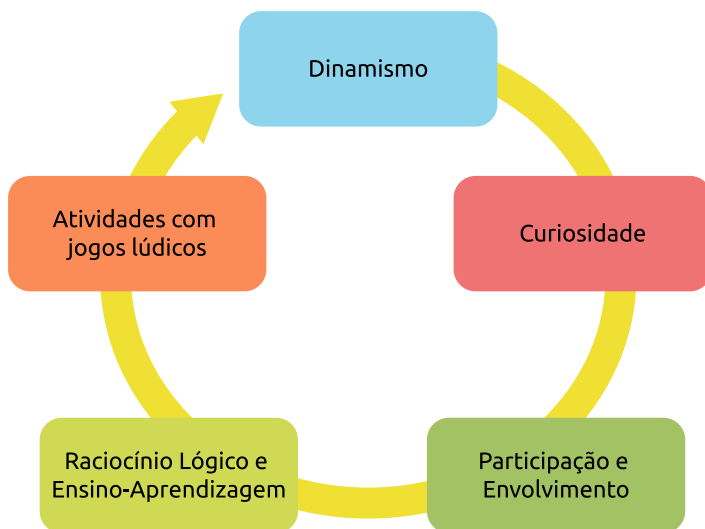 Dinamismo
Curiosidade
Participação e
Envolvimento
Raciocínio Lógico e
Ensino-Aprendizagem
Atividades com
jogos lúdicos